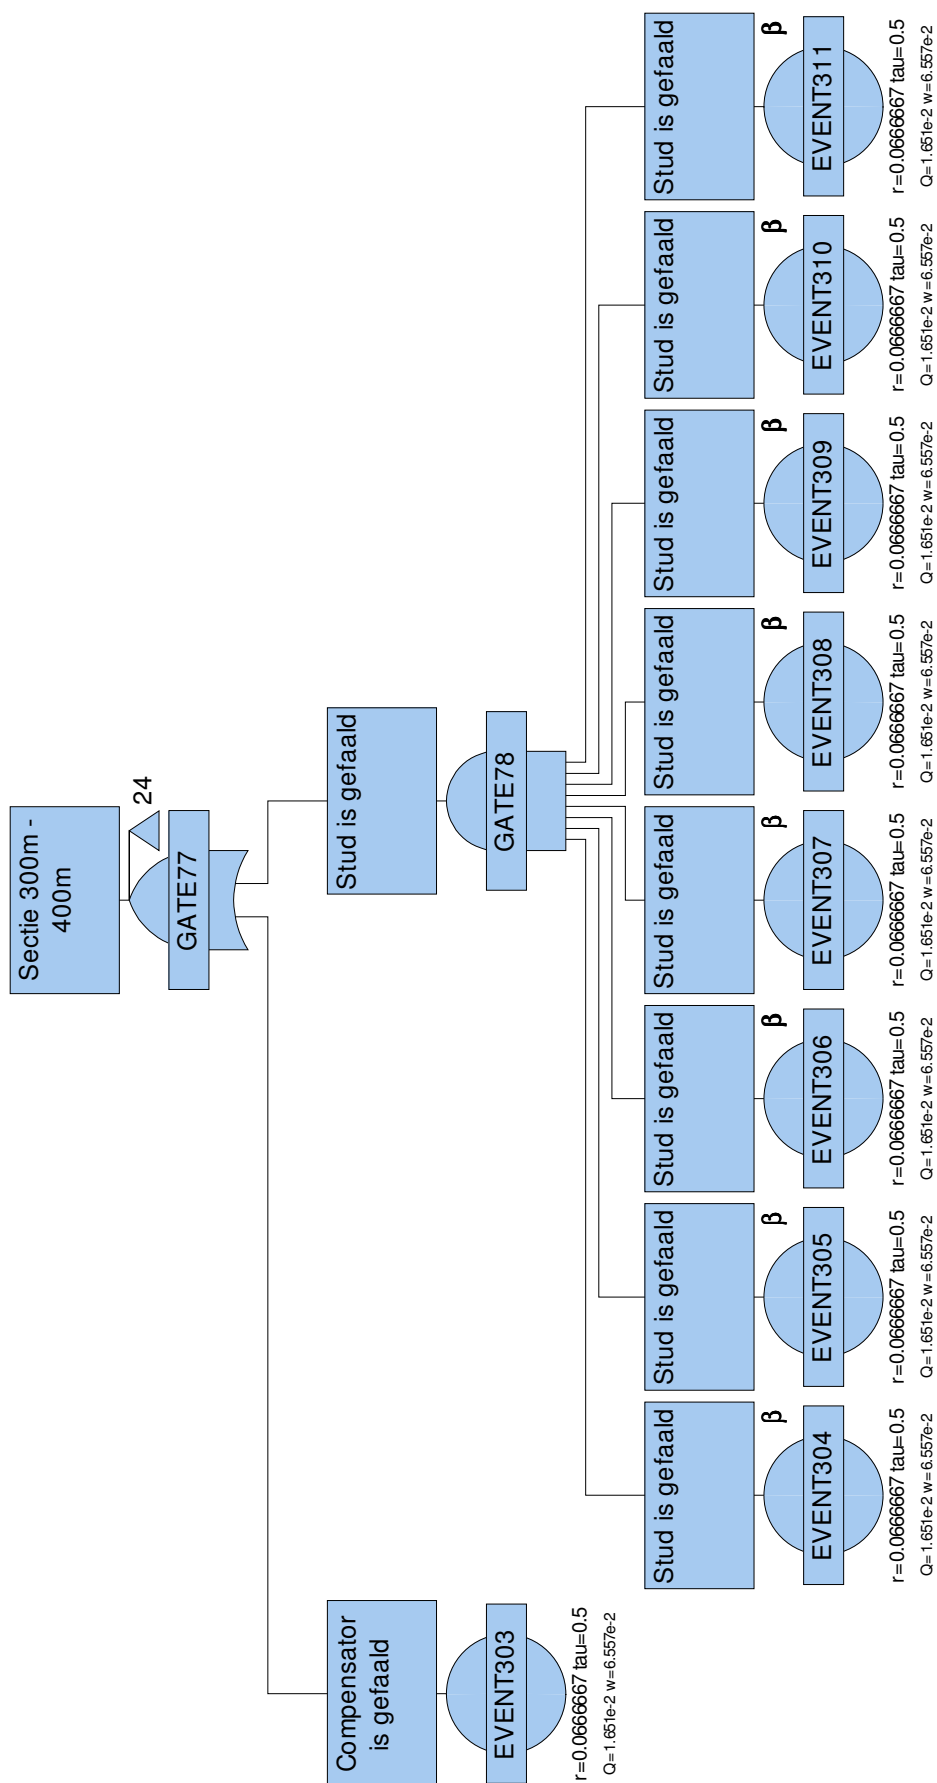 Sectie 300m -
400m
24
GATE77
Compensator
is gefaald
EVENT303
r=0.0666667 tau=0.5
Q=1.651e-2 w=6.557e-2
Stud is gefaald
GATE78
Stud is gefaald
β
EVENT304
r=0.0666667 tau=0.5
Q=1.651e-2 w=6.557e-2
Stud is gefaald
β
EVENT305
r=0.0666667 tau=0.5
Q=1.651e-2 w=6.557e-2
Stud is gefaald
β
EVENT306
r=0.0666667 tau=0.5
Q=1.651e-2 w=6.557e-2
Stud is gefaald
β
EVENT307
r=0.0666667 tau=0.5
Q=1.651e-2 w=6.557e-2
Stud is gefaald
β
EVENT308
r=0.0666667 tau=0.5
Q=1.651e-2 w=6.557e-2
Stud is gefaald
β
EVENT309
r=0.0666667 tau=0.5
Q=1.651e-2 w=6.557e-2
Stud is gefaald
β
EVENT310
r=0.0666667 tau=0.5
Q=1.651e-2 w=6.557e-2
Stud is gefaald
β
EVENT311
r=0.0666667 tau=0.5
Q=1.651e-2 w=6.557e-2